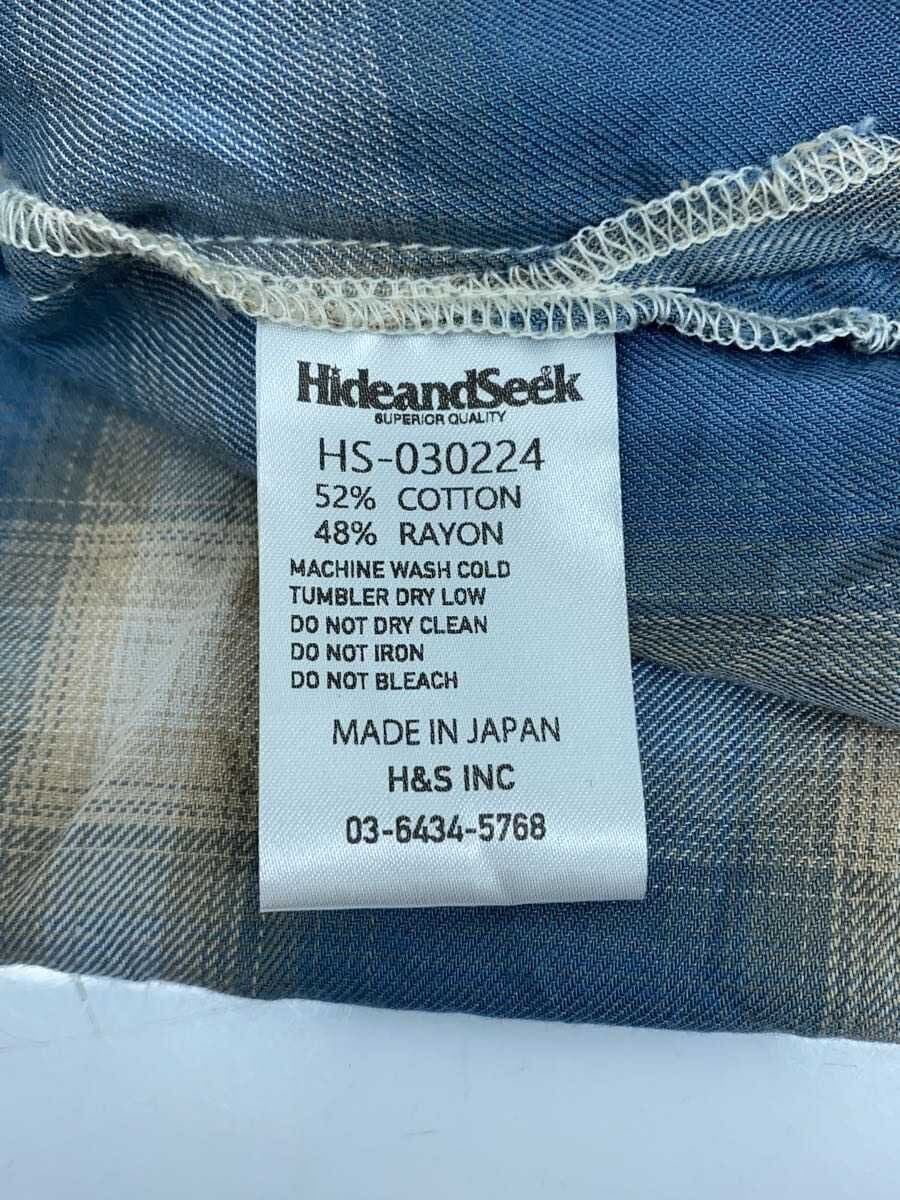 HideandSeek
SUPERIOR QUALITY
HS-030224
52% COTTON
48% RAYON
MACHINE WASH COLD
TUMBLER DRY LOW
DO NOT DRY CLEAN
DO NOT IRON
DO NOT BLEACH
MADE IN JAPAN
H&S INC
03-6434-5768